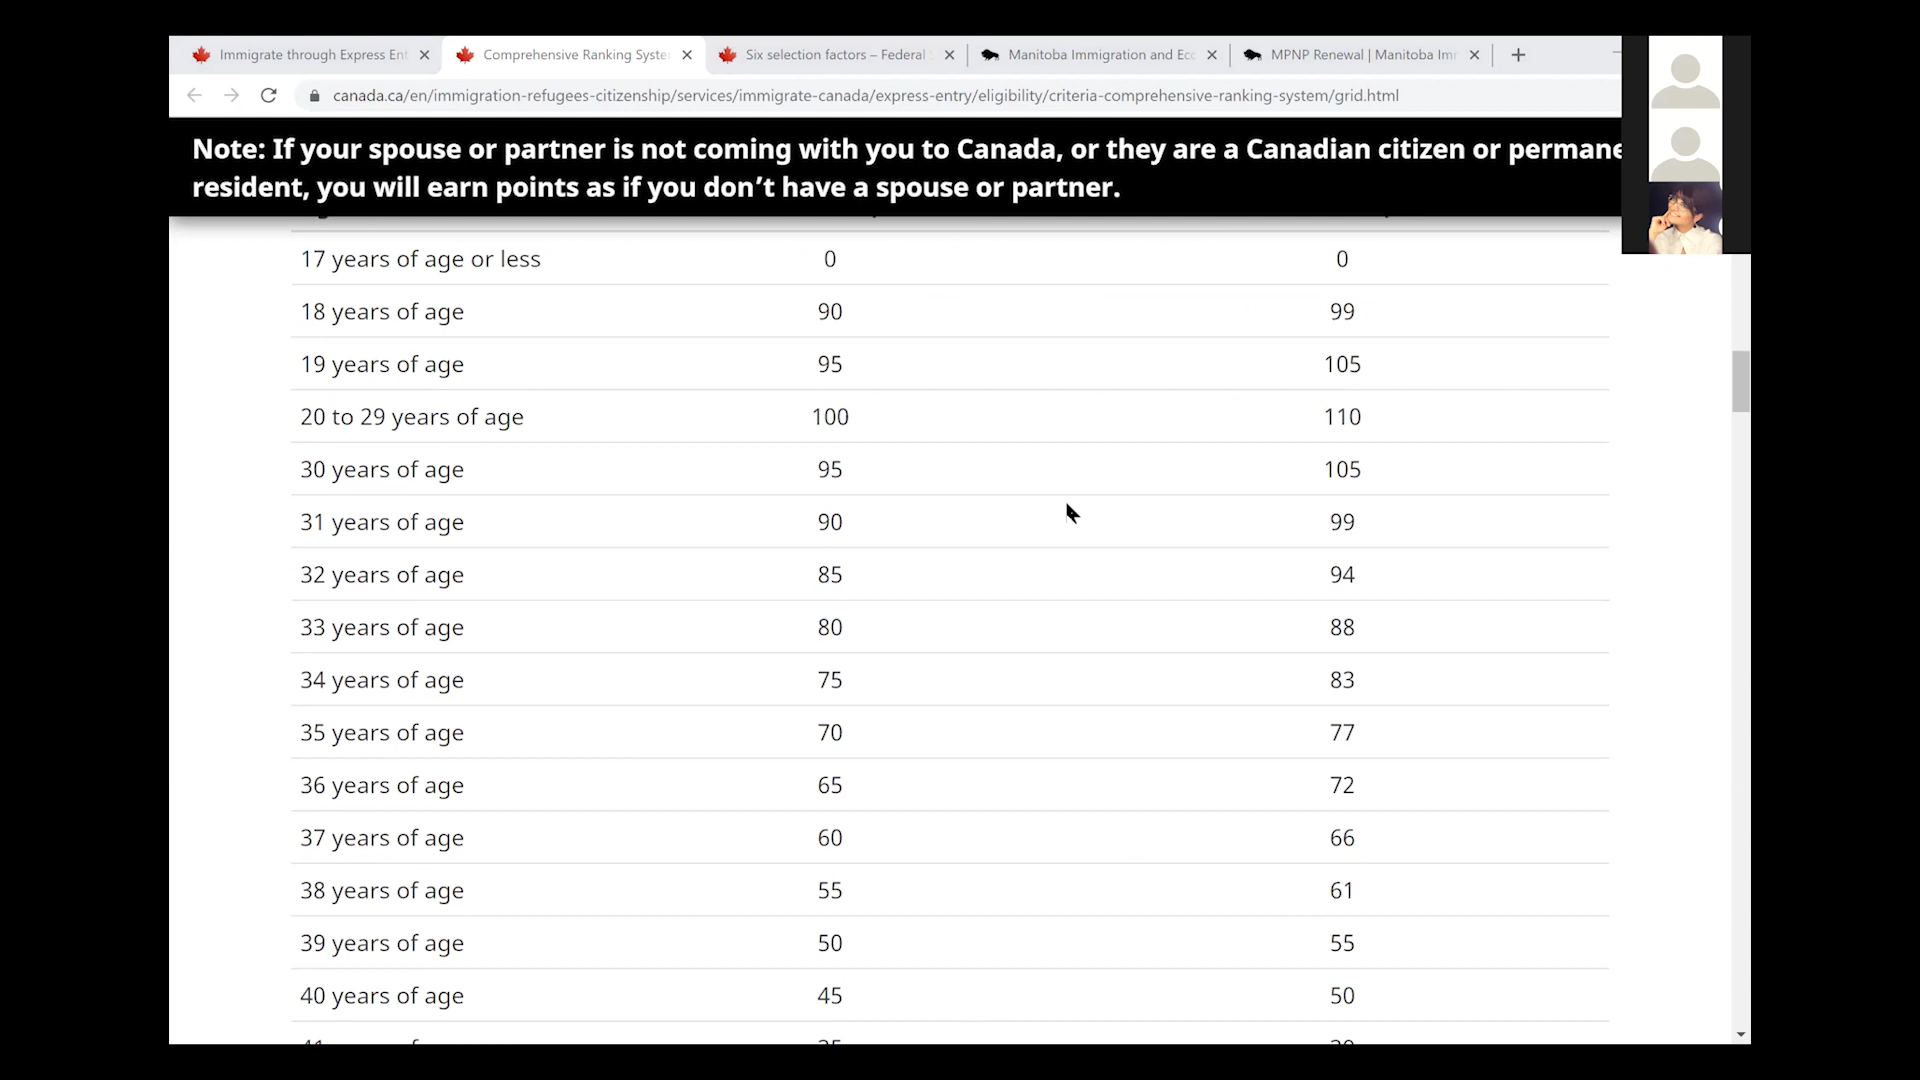 Immigrate through Express Ent
Comprehensive Ranking Syste
Six selection factors – Federal
Manitoba Immigration and Ec
MPNP Renewal | Manitoba Im
canada.ca/en/immigration-refugees-citizenship/services/immigrate-canada/express-entry/eligibility/criteria-comprehensive-ranking-system/grid.html
Note: If your spouse or partner is not coming with you to Canada, or they are a Canadian citizen or permane
resident, you will earn points as if you don’t have a spouse or partner.
17 years of age or less 0 0
18 years of age 90 99
19 years of age 95 105
20 to 29 years of age 100 110
30 years of age 95 105
31 years of age 90 99
32 years of age 85 94
33 years of age 80 88
34 years of age 75 83
35 years of age 70 77
36 years of age 65 72
37 years of age 60 66
38 years of age 55 61
39 years of age 50 55
40 years of age 45 50